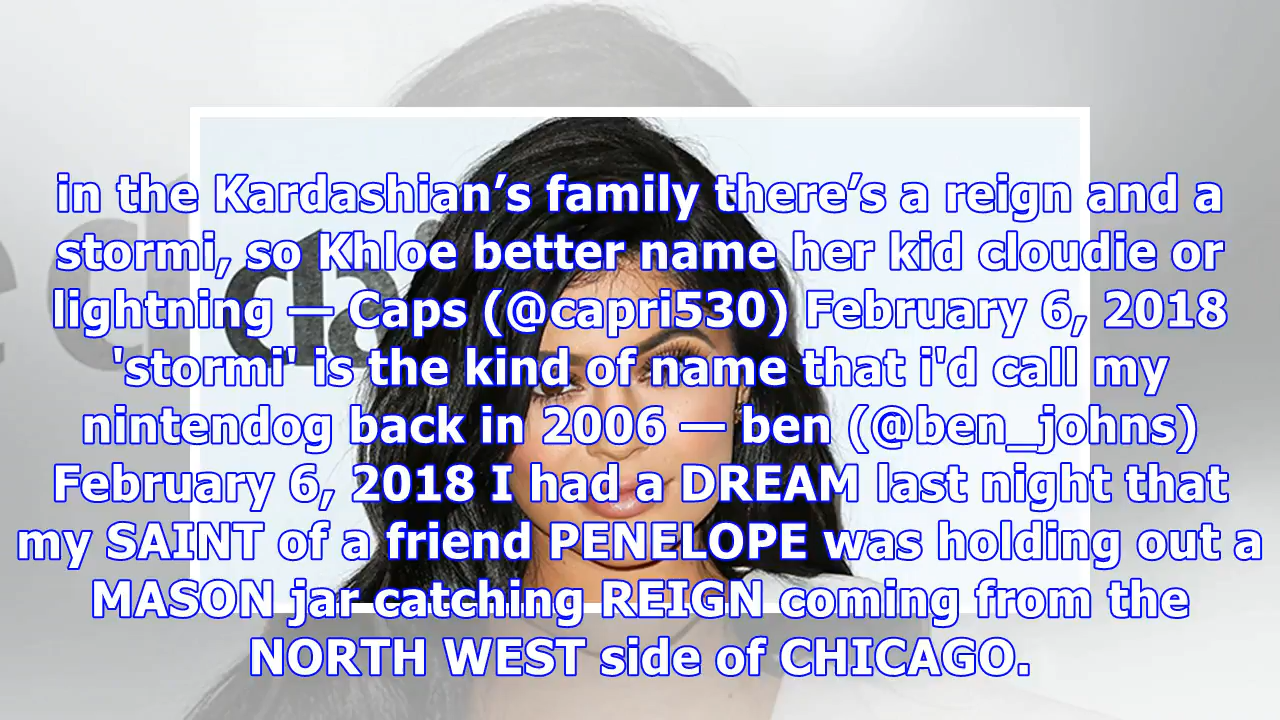 in the Kardashian’s family there’s a reign and a
stormi, so Khloe better name her kid cloudie or
lightning — Caps (@capri530) February 6, 2018
'stormi' is the kind of name that i'd call my
nintendog back in 2006 — ben (@ben_johns)
February 6, 2018 I had a DREAM last night that
my SAINT of a friend PENELOPE was holding out a
MASON jar catching REIGN coming from the
NORTH WEST side of CHICAGO.